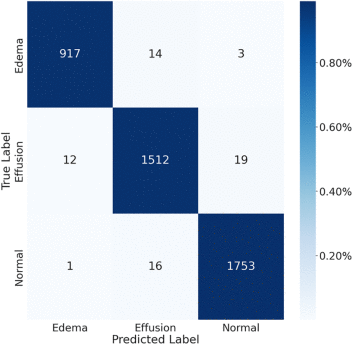 Edema
917
14
3
0.80%
True Label
Effusion
12
1512
19
0.60%
0.40%
Normal
1
16
1753
0.20%
Edema
Effusion
Normal
Predicted Label